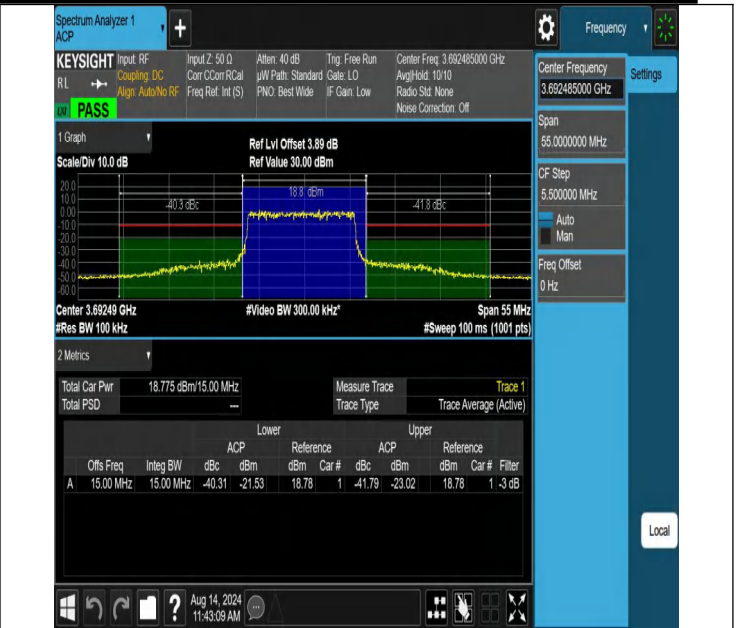 Spectrum Analyzer 1
ACP
+
Frequency
KEYSIGHT Input: RF Input Z: 50 Ω Atten: 40 dB Trig: Free Run Center Freq: 3.692485000 GHz
RL Coupling: DC Corr CCorr RCal µW Path: Standard Gate: LO Avg|Hold: 10/10
Align: Auto/No RF Freq Ref: Int (S) PNO: Best Wide IF Gain: Low Radio Std: None
Noise Correction: Off
PASS
Center Frequency
3.692485000 GHz
Settings
Span
55.0000000 MHz
CF Step
5.500000 MHz
Auto
Man
Freq Offset
0 Hz
1 Graph
Ref Lvl Offset 3.89 dB
Scale/Div 10.0 dB Ref Value 30.00 dBm
20.0
10.0
0.00
-10.0
-20.0
-30.0
-40.0
-50.0
-60.0
-40.3 dBc 18.8 dBm -41.8 dBc
Center 3.69249 GHz #Video BW 300.00 kHz* Span 55 MHz
#Res BW 100 kHz #Sweep 100 ms (1001 pts)
2 Metrics
Total Car Pwr 18.775 dBm/15.00 MHz Measure Trace Trace 1
Total PSD --- Trace Type Trace Average (Active)
Lower Upper
ACP Reference ACP Reference
Offs Freq Integ BW dBc dBm dBm Car # dBc dBm dBm Car # Filter
A 15.00 MHz 15.00 MHz -40.31 -21.53 18.78 1 -41.79 -23.02 18.78 1 -3 dB
Local
? Aug 14, 2024
11:43:09 AM